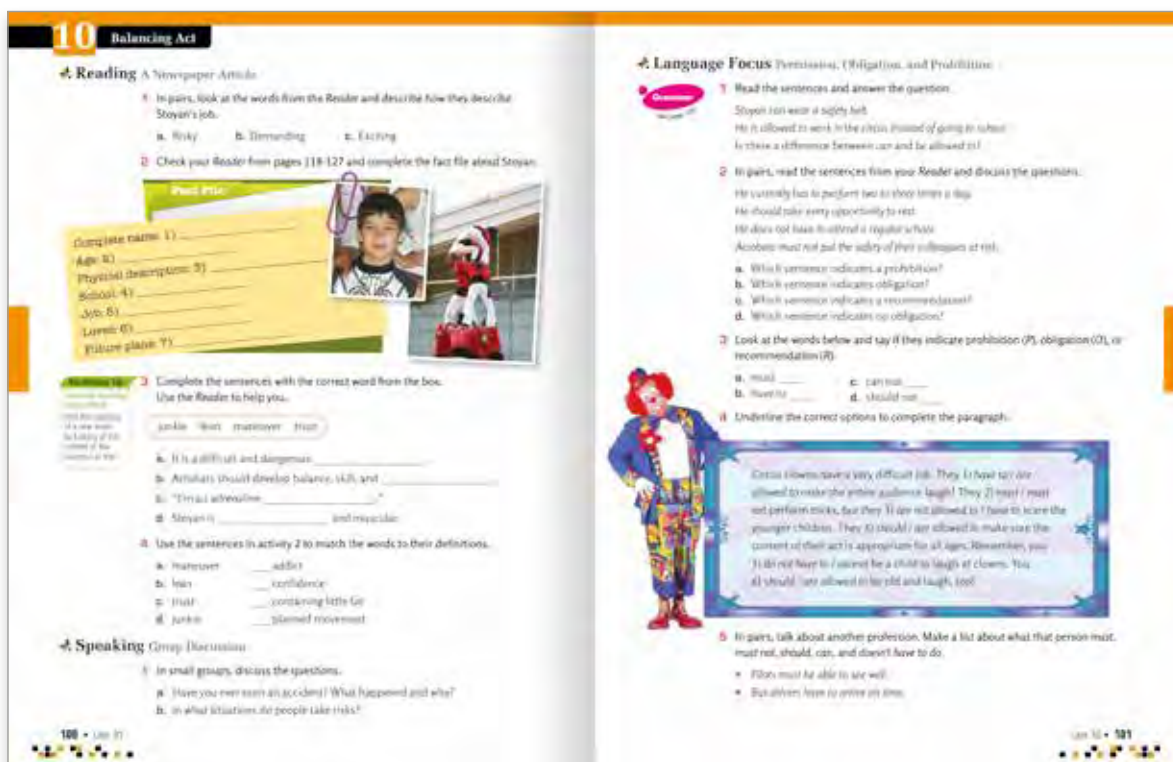 10 Balancing Act
Reading A Newspaper Article
1 In pairs, look at the words from the Reader and describe how they describe
Stoyan's job.
a. Risky b. Demanding c. Exciting
2 Check your Reader from pages 118-127 and complete the fact file about Stoyan.
Fact File
Complete name: 1)
Age: 2)
Physical description: 3)
School: 4)
Job: 5)
Loves: 6)
Future plans: 7)
3 Complete the sentences with the correct word from the box.
Use the Reader to help you.
junkie lean maneuver trust
a. It is a difficult and dangerous
b. Acrobats should develop balance, skill, and
c. "I'm an adrenaline ."
d. Stoyan is and muscular.
4 Use the sentences in activity 2 to match the words to their definitions.
a. maneuver addict
b. lean confidence
c. trust containing little fat
d. junkie planned movement
Speaking Group Discussion
1 In small groups, discuss the questions.
a. Have you ever seen an accident? What happened and why?
b. In what situations do people take risks?
100 • Unit 10
Language Focus Permission, Obligation, and Prohibition
Grammar
1 Read the sentences and answer the question.
Stoyan can wear a safety belt.
He is allowed to work in the circus instead of going to school.
Is there a difference between can and be allowed to?
2 In pairs, read the sentences from your Reader and discuss the questions.
He currently has to perform two to three times a day.
He should take every opportunity to rest.
He does not have to attend a regular school.
Acrobats must not put the safety of their colleagues at risk.
a. Which sentence indicates a prohibition?
b. Which sentence indicates obligation?
c. Which sentence indicates a recommendation?
d. Which sentence indicates no obligation?
3 Look at the words below and say if they indicate prohibition (P), obligation (O), or
recommendation (R).
a. must c. can not
b. have to d. should not
4 Underline the correct options to complete the paragraph.
Circus clowns have a very difficult job. They 1) have to / are
allowed to make the entire audience laugh! They 2) must / must
not perform tricks, but they 3) are not allowed to / have to scare the
younger children. They 4) should / are allowed to make sure the
content of their act is appropriate for all ages. Remember, you
5) do not have to / cannot be a child to laugh at clowns. You
6) should / are allowed to be old and laugh, too!
5 In pairs, talk about another profession. Make a list about what that person must,
must not, should, can, and doesn't have to do.
• Pilots must be able to see well.
• Bus drivers have to arrive on time.
Unit 10 • 101